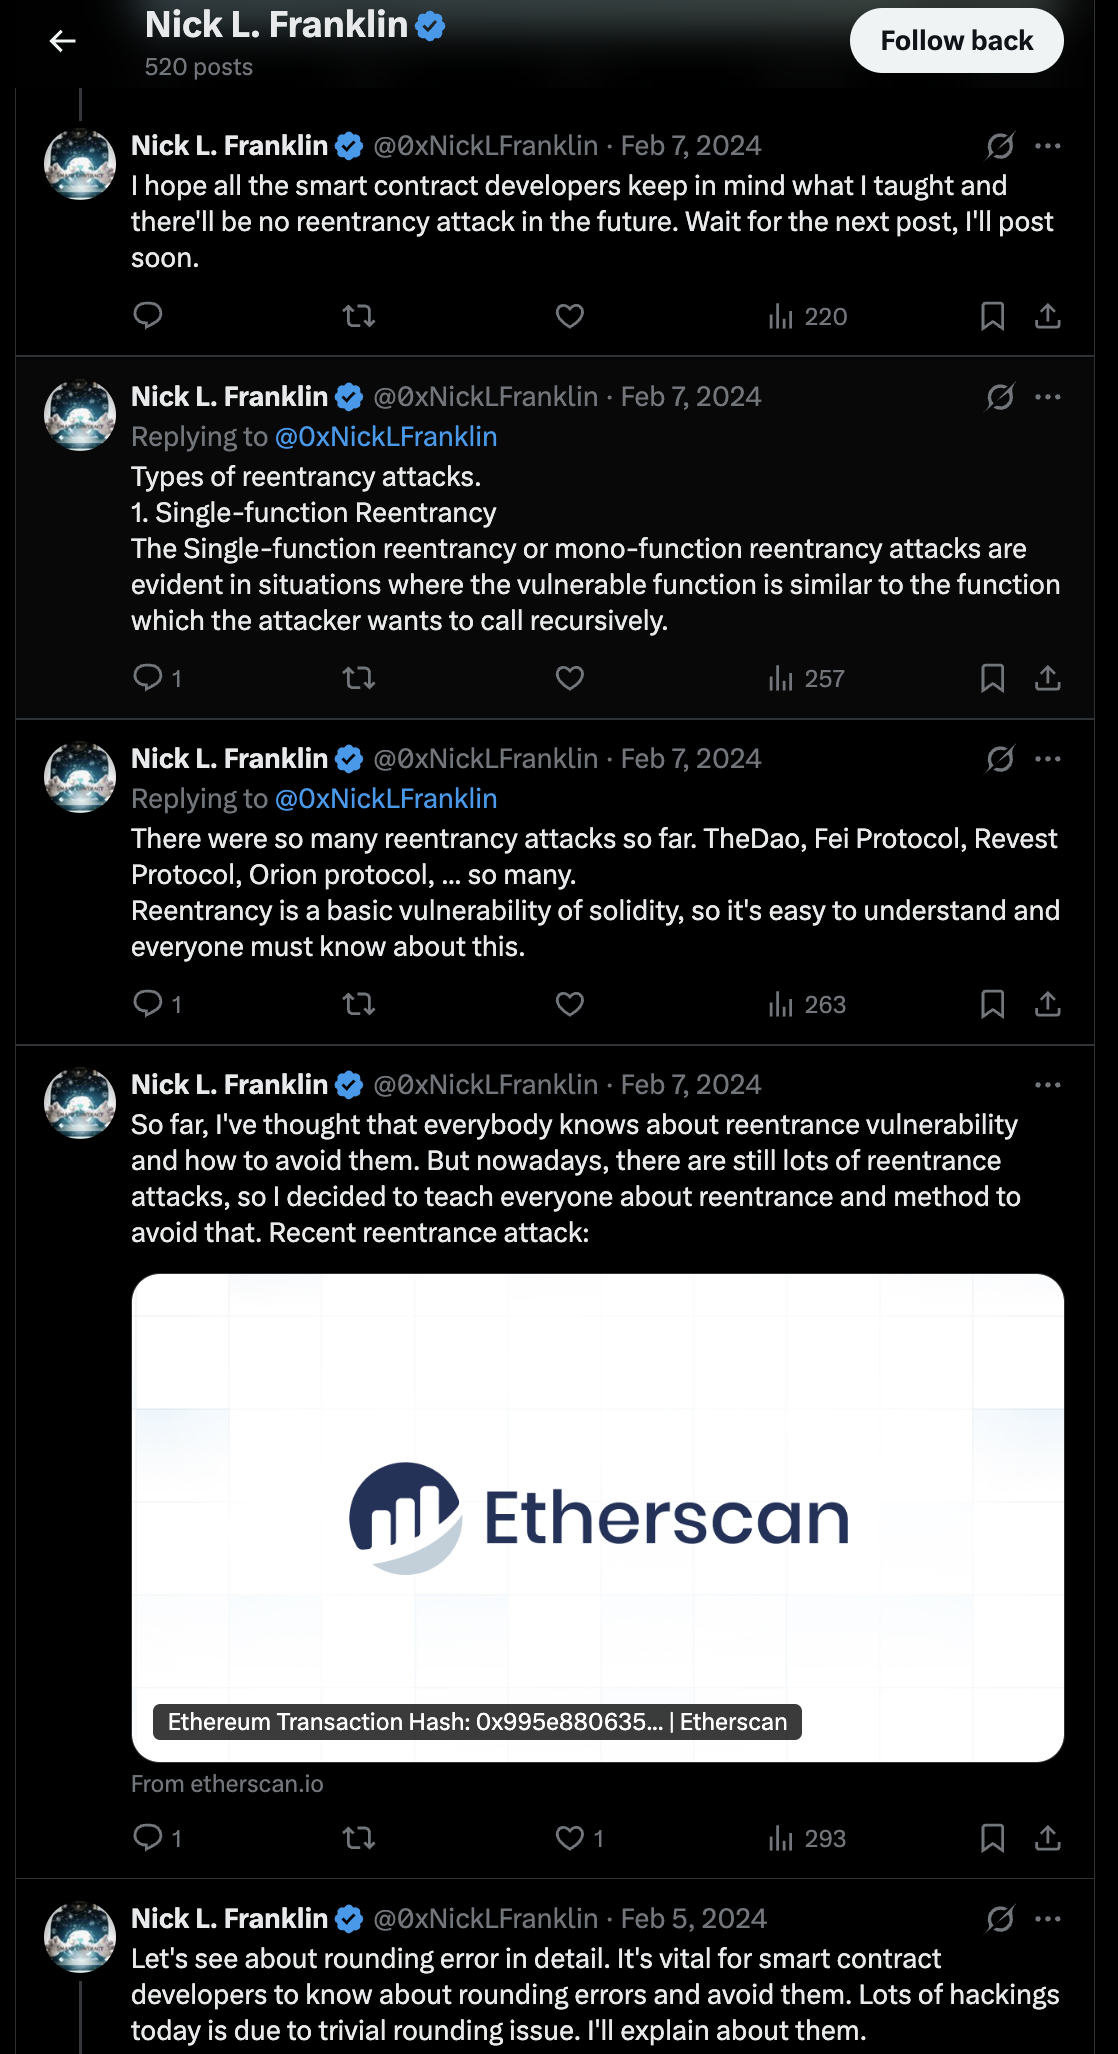 Nick L. Franklin
520 posts
Follow back
Nick L. Franklin @0xNickLFranklin · Feb 7, 2024
I hope all the smart contract developers keep in mind what I taught and
there'll be no reentrancy attack in the future. Wait for the next post, I'll post
soon.
220
Nick L. Franklin @0xNickLFranklin · Feb 7, 2024
Replying to @0xNickLFranklin
Types of reentrancy attacks.
1. Single-function Reentrancy
The Single-function reentrancy or mono-function reentrancy attacks are
evident in situations where the vulnerable function is similar to the function
which the attacker wants to call recursively.
1 257
Nick L. Franklin @0xNickLFranklin · Feb 7, 2024
Replying to @0xNickLFranklin
There were so many reentrancy attacks so far. TheDao, Fei Protocol, Revest
Protocol, Orion protocol, ... so many.
Reentrancy is a basic vulnerability of solidity, so it's easy to understand and
everyone must know about this.
1 263
Nick L. Franklin @0xNickLFranklin · Feb 7, 2024
So far, I've thought that everybody knows about reentrance vulnerability
and how to avoid them. But nowadays, there are still lots of reentrance
attacks, so I decided to teach everyone about reentrance and method to
avoid that. Recent reentrance attack:
Etherscan
Ethereum Transaction Hash: 0x995e880635... | Etherscan
From etherscan.io
1 1 293
Nick L. Franklin @0xNickLFranklin · Feb 5, 2024
Let's see about rounding error in detail. It's vital for smart contract
developers to know about rounding errors and avoid them. Lots of hackings
today is due to trivial rounding issue. I'll explain about them.